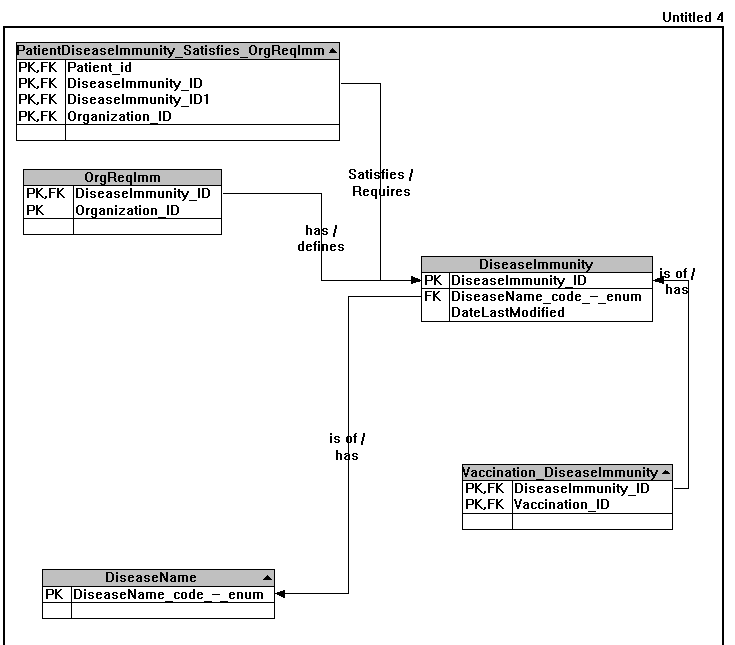 Untitled 4
PatientDiseaseImmunity_Satisfies_OrgReqImm
PK,FK Patient_id
PK,FK DiseaseImmunity_ID
PK,FK DiseaseImmunity_ID1
PK,FK Organization_ID
OrgReqImm
PK,FK DiseaseImmunity_ID
PK Organization_ID
Satisfies /
Requires
has /
defines
DiseaseImmunity
PK DiseaseImmunity_ID
FK DiseaseName_code_-_enum
DateLastModified
is of /
has
is of /
has
Vaccination_DiseaseImmunity
PK,FK DiseaseImmunity_ID
PK,FK Vaccination_ID
DiseaseName
PK DiseaseName_code_-_enum